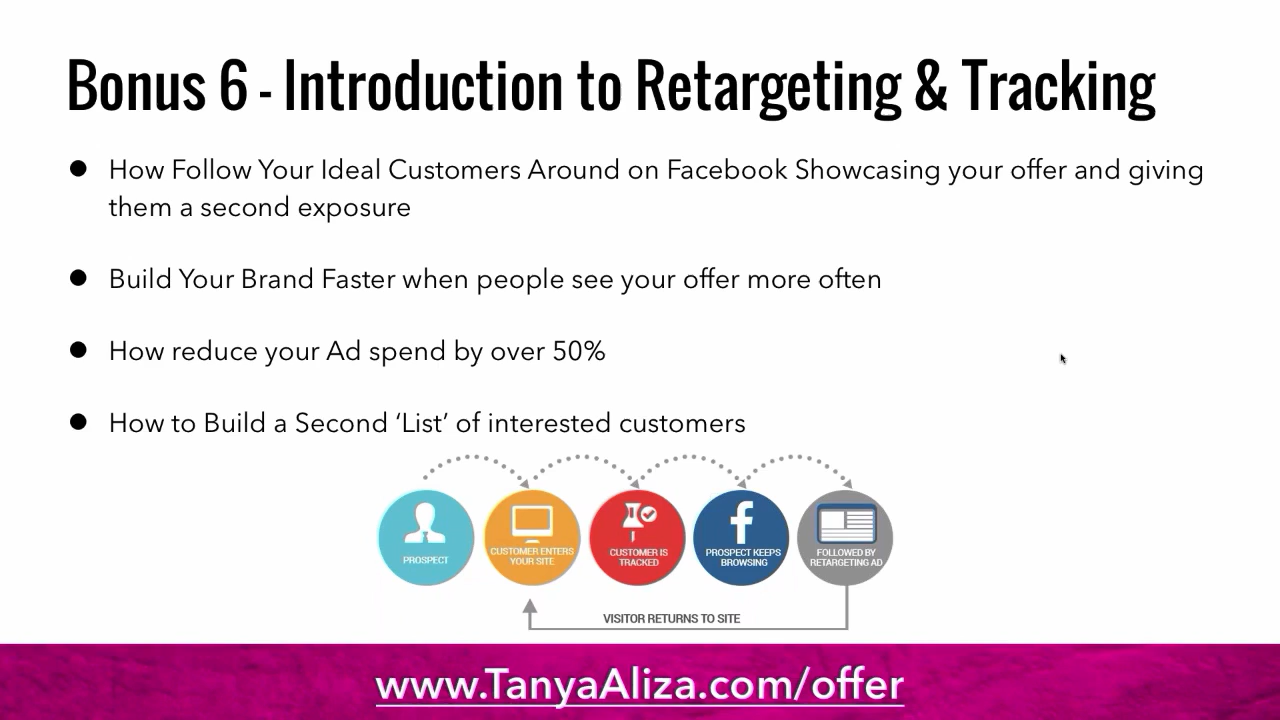 Bonus 6 - Introduction to Retargeting & Tracking
● How Follow Your Ideal Customers Around on Facebook Showcasing your offer and giving
them a second exposure
● Build Your Brand Faster when people see your offer more often
● How reduce your Ad spend by over 50%
● How to Build a Second ‘List’ of interested customers
PROSPECT
CUSTOMER ENTERS
YOUR SITE
CUSTOMER IS
TRACKED
PROSPECT KEEPS
BROWSING
FOLLOWED BY
RETARGETING AD
VISITOR RETURNS TO SITE
www.TanyaAliza.com/offer